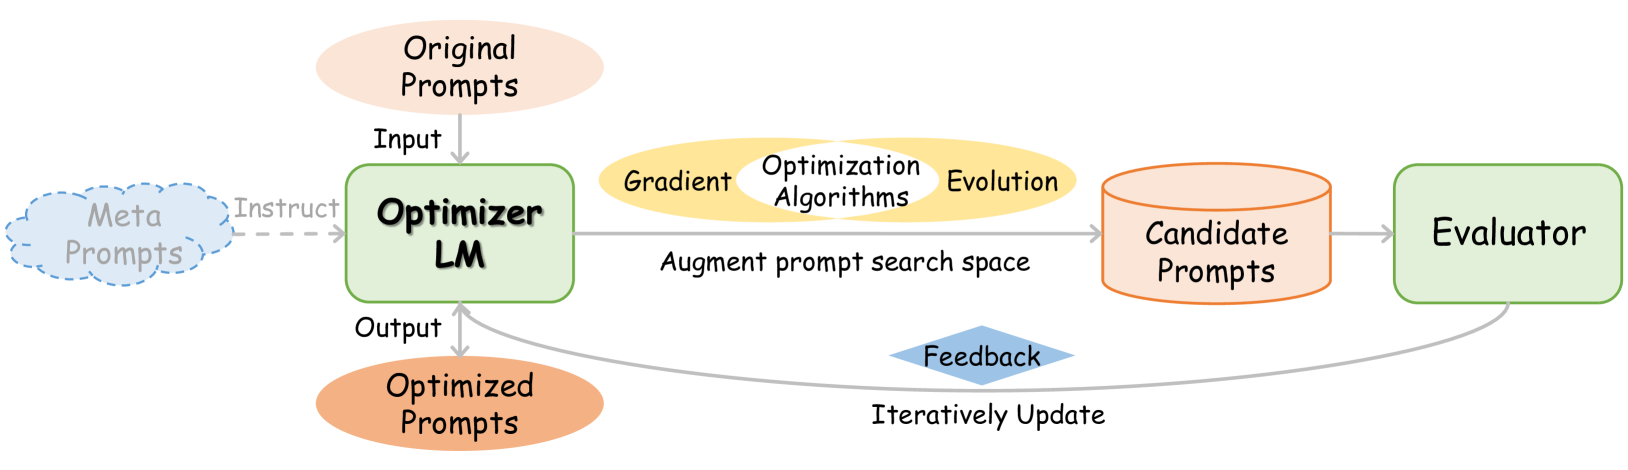 Original
Prompts
Input
Meta
Prompts
Instruct
Optimizer
LM
Gradient
Optimization
Algorithms
Evolution
Augment prompt search space
Candidate
Prompts
Evaluator
Output
Optimized
Prompts
Feedback
Iteratively Update